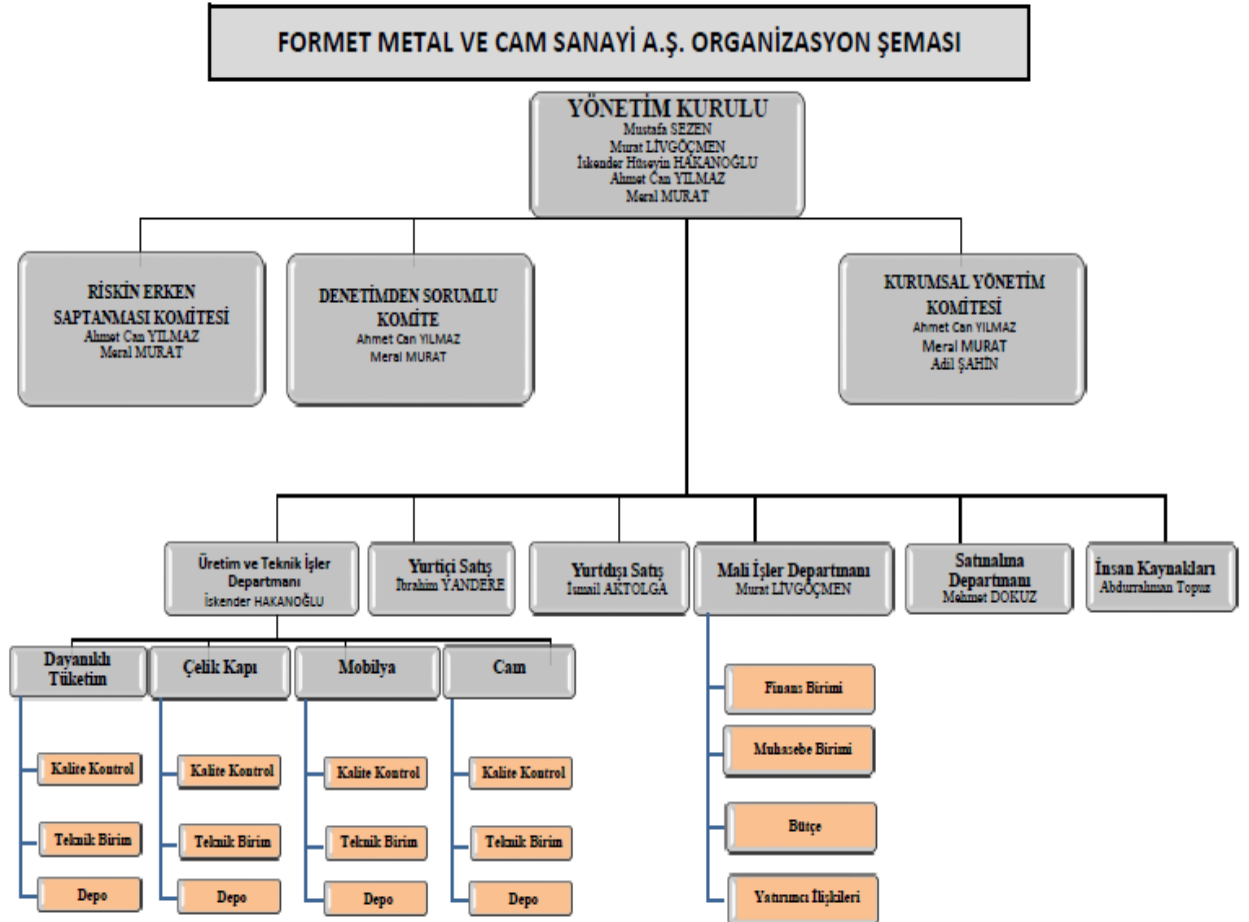 FORMET METAL VE CAM SANAYİ A.Ş. ORGANİZASYON ŞEMASI
YÖNETİM KURULU
Mustafa SEZEN
Murat LİVGÖÇMEN
İskender Hüseyin HAKANOĞLU
Ahmet Can YILMAZ
Meral MURAT
RİSKİN ERKEN
SAPTANMASI KOMİTESİ
Ahmet Can YILMAZ
Meral MURAT
DENETİMDEN SORUMLU
KOMİTE
Ahmet Can YILMAZ
Meral MURAT
KURUMSAL YÖNETİM
KOMİTESİ
Ahmet Can YILMAZ
Meral MURAT
Adil ŞAHİN
Üretim ve Teknik İşler
Departmanı
İskender HAKANOĞLU
Yurtiçi Satış
İbrahim YANDERE
Yurtdışı Satış
İsmail AKTOLGA
Mali İşler Departmanı
Murat LİVGÖÇMEN
Satınalma
Departmanı
Mehmet DOKUZ
İnsan Kaynakları
Abdurrahman Topuz
Dayanıklı
Tüketim
Kalite Kontrol
Teknik Birim
Depo
Çelik Kapı
Kalite Kontrol
Teknik Birim
Depo
Mobilya
Kalite Kontrol
Teknik Birim
Depo
Cam
Kalite Kontrol
Teknik Birim
Depo
Finans Birimi
Muhasebe Birimi
Bütçe
Yatırımcı İlişkileri